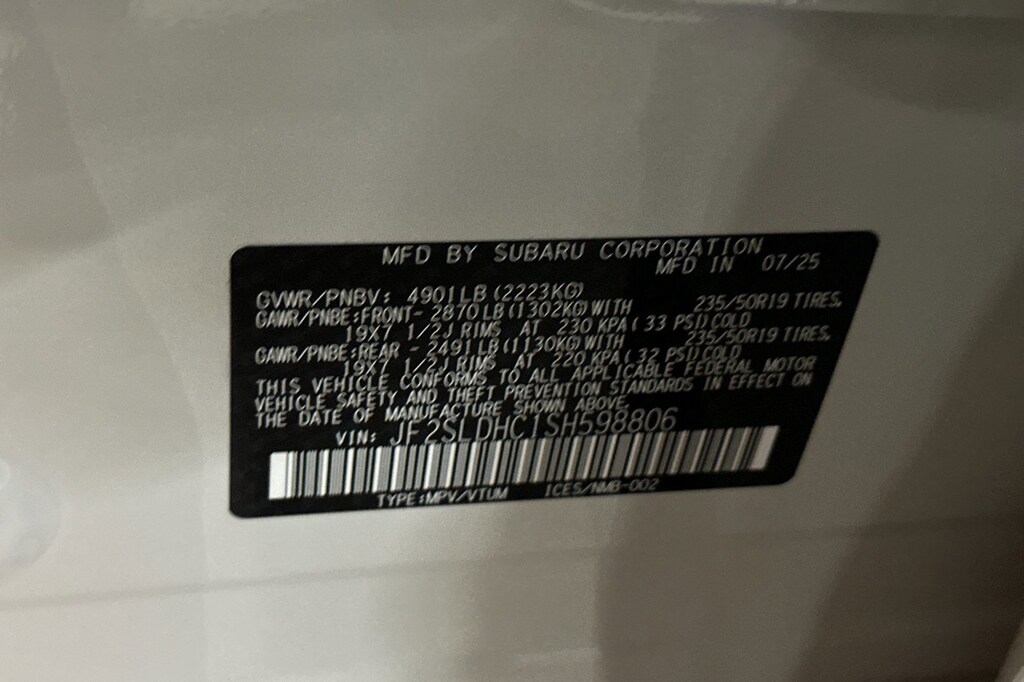 MFD BY SUBARU CORPORATION
MFD IN 07/25
GVWR/PNBV: 4901LB(2223KG)
GAWR/PNBE:FRONT- 2870LB(1302KG)WITH 235/50R19 TIRES,
19X7 1/2J RIMS AT 230 KPA(33 PSI)COLD
GAWR/PNBE:REAR - 2491LB(1130KG)WITH 235/50R19 TIRES,
19X7 1/2J RIMS AT 220 KPA(32 PSI)COLD
THIS VEHICLE CONFORMS TO ALL APPLICABLE FEDERAL MOTOR
VEHICLE SAFETY AND THEFT PREVENTION STANDARDS IN EFFECT ON
THE DATE OF MANUFACTURE SHOWN ABOVE.
VIN: JF2SLDHC1SH598806
TYPE:MPV/VTUM ICES/NMB-002